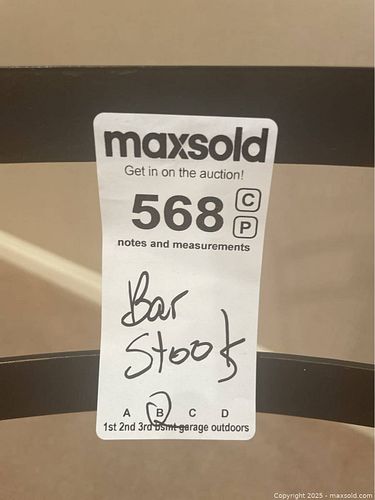 maxsold
Get in on the auction!
568 C
P
notes and measurements
Bar
Stools
A B C D
1st 2nd 3rd bsmt garage outdoors
Copyright 2025 - maxsold.com